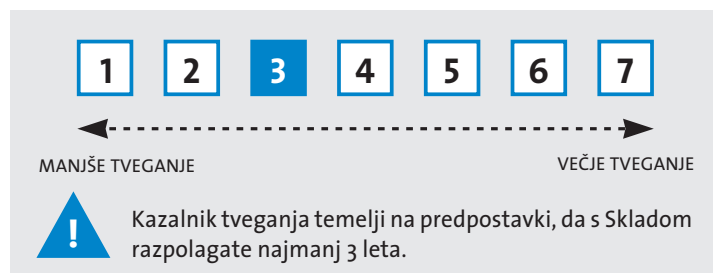 1 2 3 4 5 6 7
MANJŠE TVEGANJE VEČJE TVEGANJE
! Kazalnik tveganja temelji na predpostavki, da s Skladom
razpolagate najmanj 3 leta.